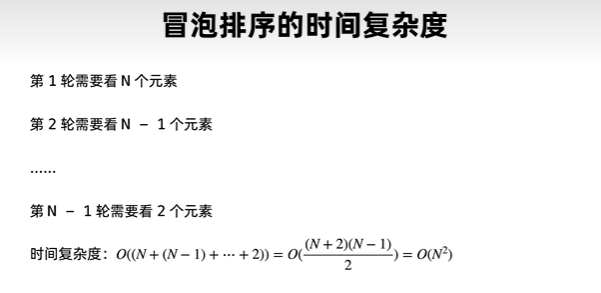 冒泡排序的时间复杂度
第 1 轮需要看 N 个元素
第 2 轮需要看 N - 1 个元素
......
第 N - 1 轮需要看 2 个元素
时间复杂度：O((N + (N − 1) + ⋯ + 2)) = O(\frac{(N + 2)(N − 1)}{2}) = O(N²)